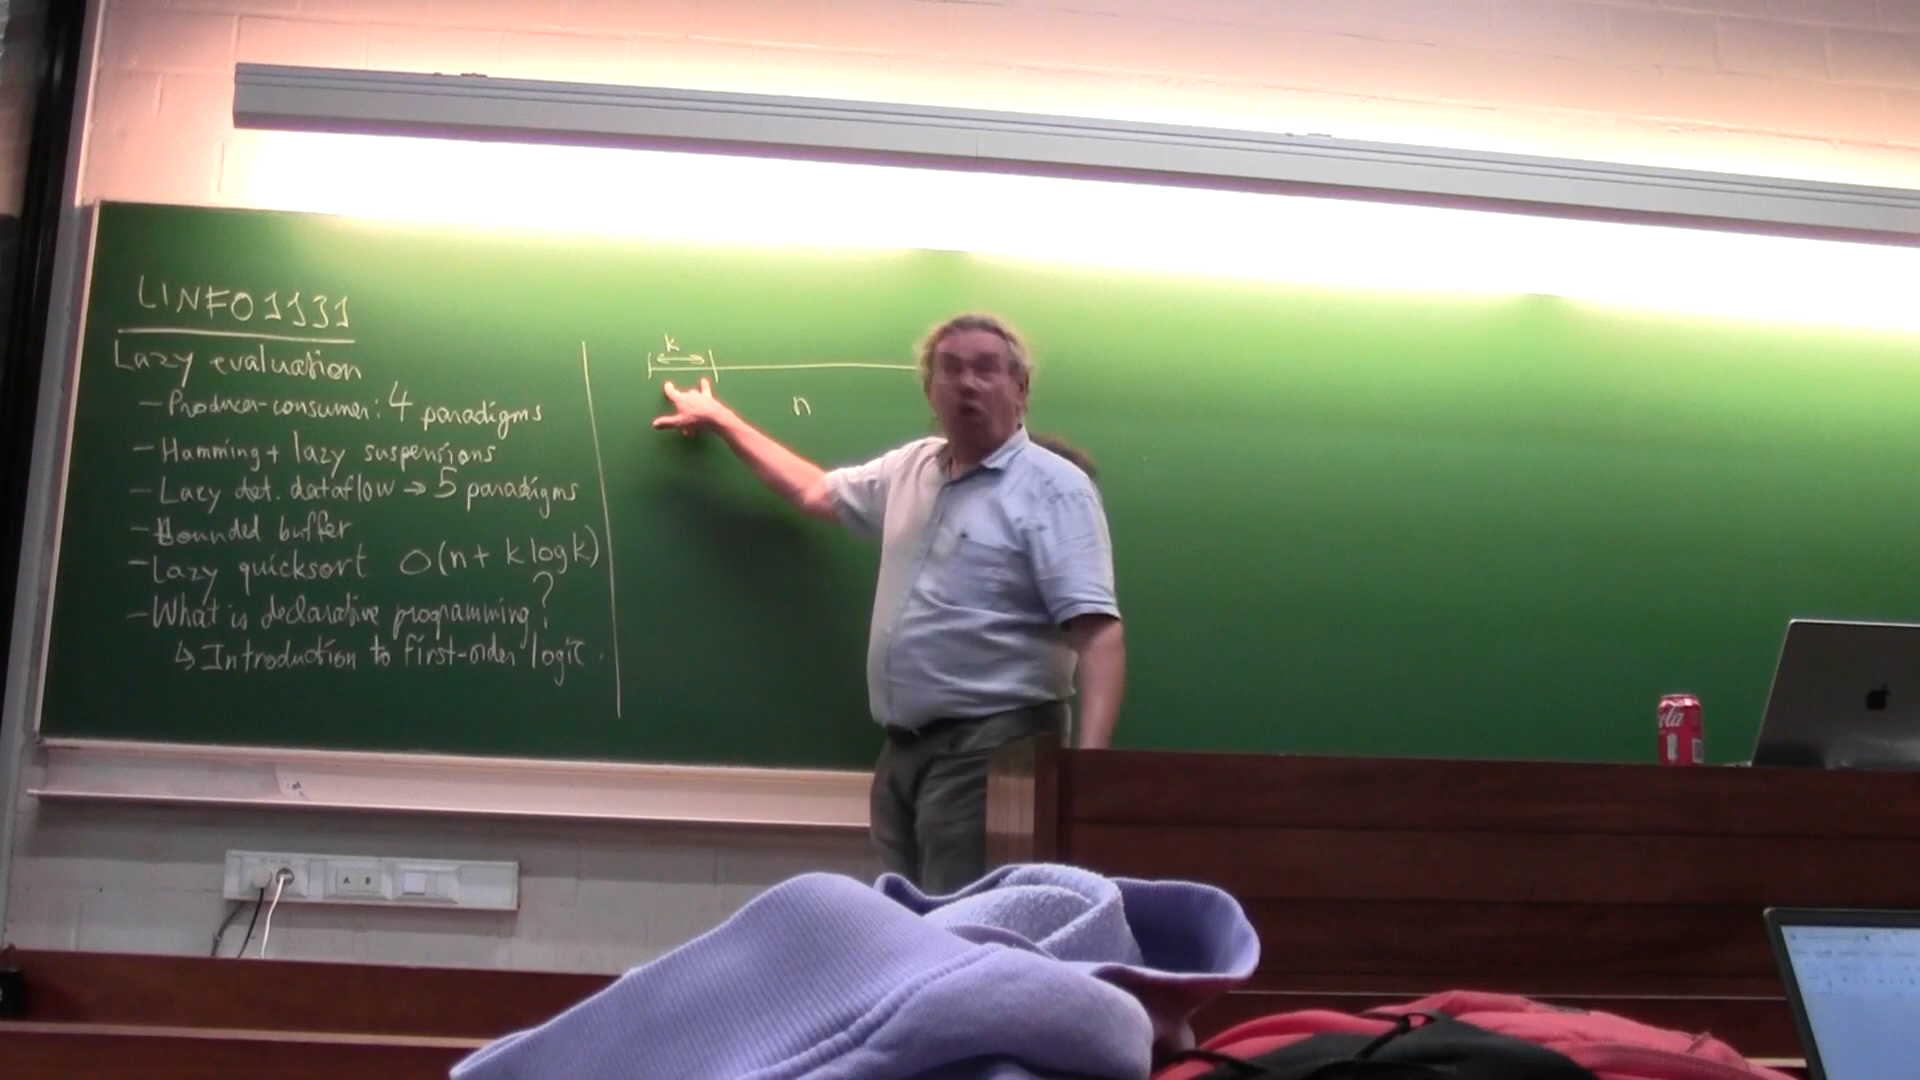 LINFO1131
Lazy evaluation
- Producer-consumer: 4 paradigms
- Hamming + lazy suspensions
- Lazy det. dataflow → 5 paradigms
- Bounded buffer
- Lazy quicksort O(n + k log k)
- What is declarative programming?
↳ Introduction to first-order logic.
k
n
A B
ola